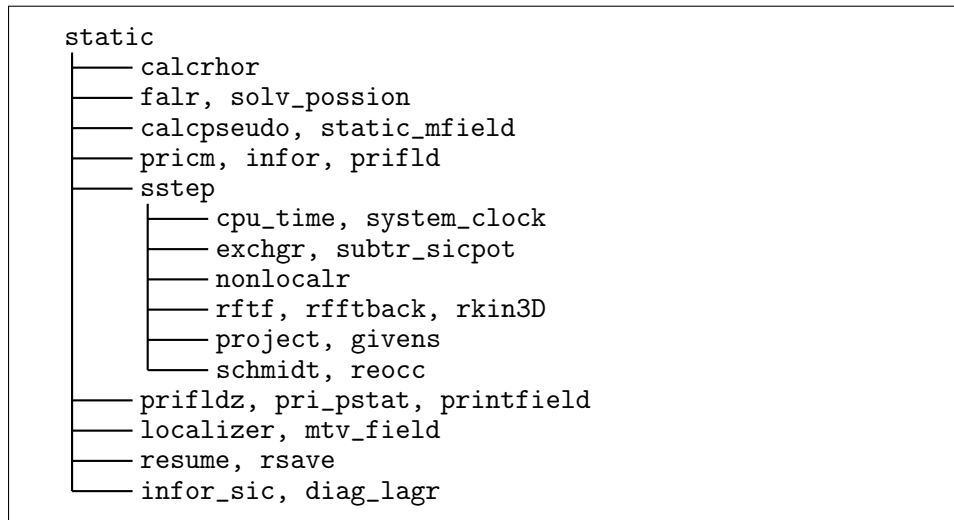 static
calcrhor
falr, solv_possion
calcpseudo, static_mfield
pricm, infor, prifld
sstep
cpu_time, system_clock
exchgr, subtr_sicpot
nonlocalr
rftf, rfftback, rkin3D
project, givens
schmidt, reocc
prifldz, pri_pstat, printfield
localizer, mtv_field
resume, rsave
infor_sic, diag_lagr